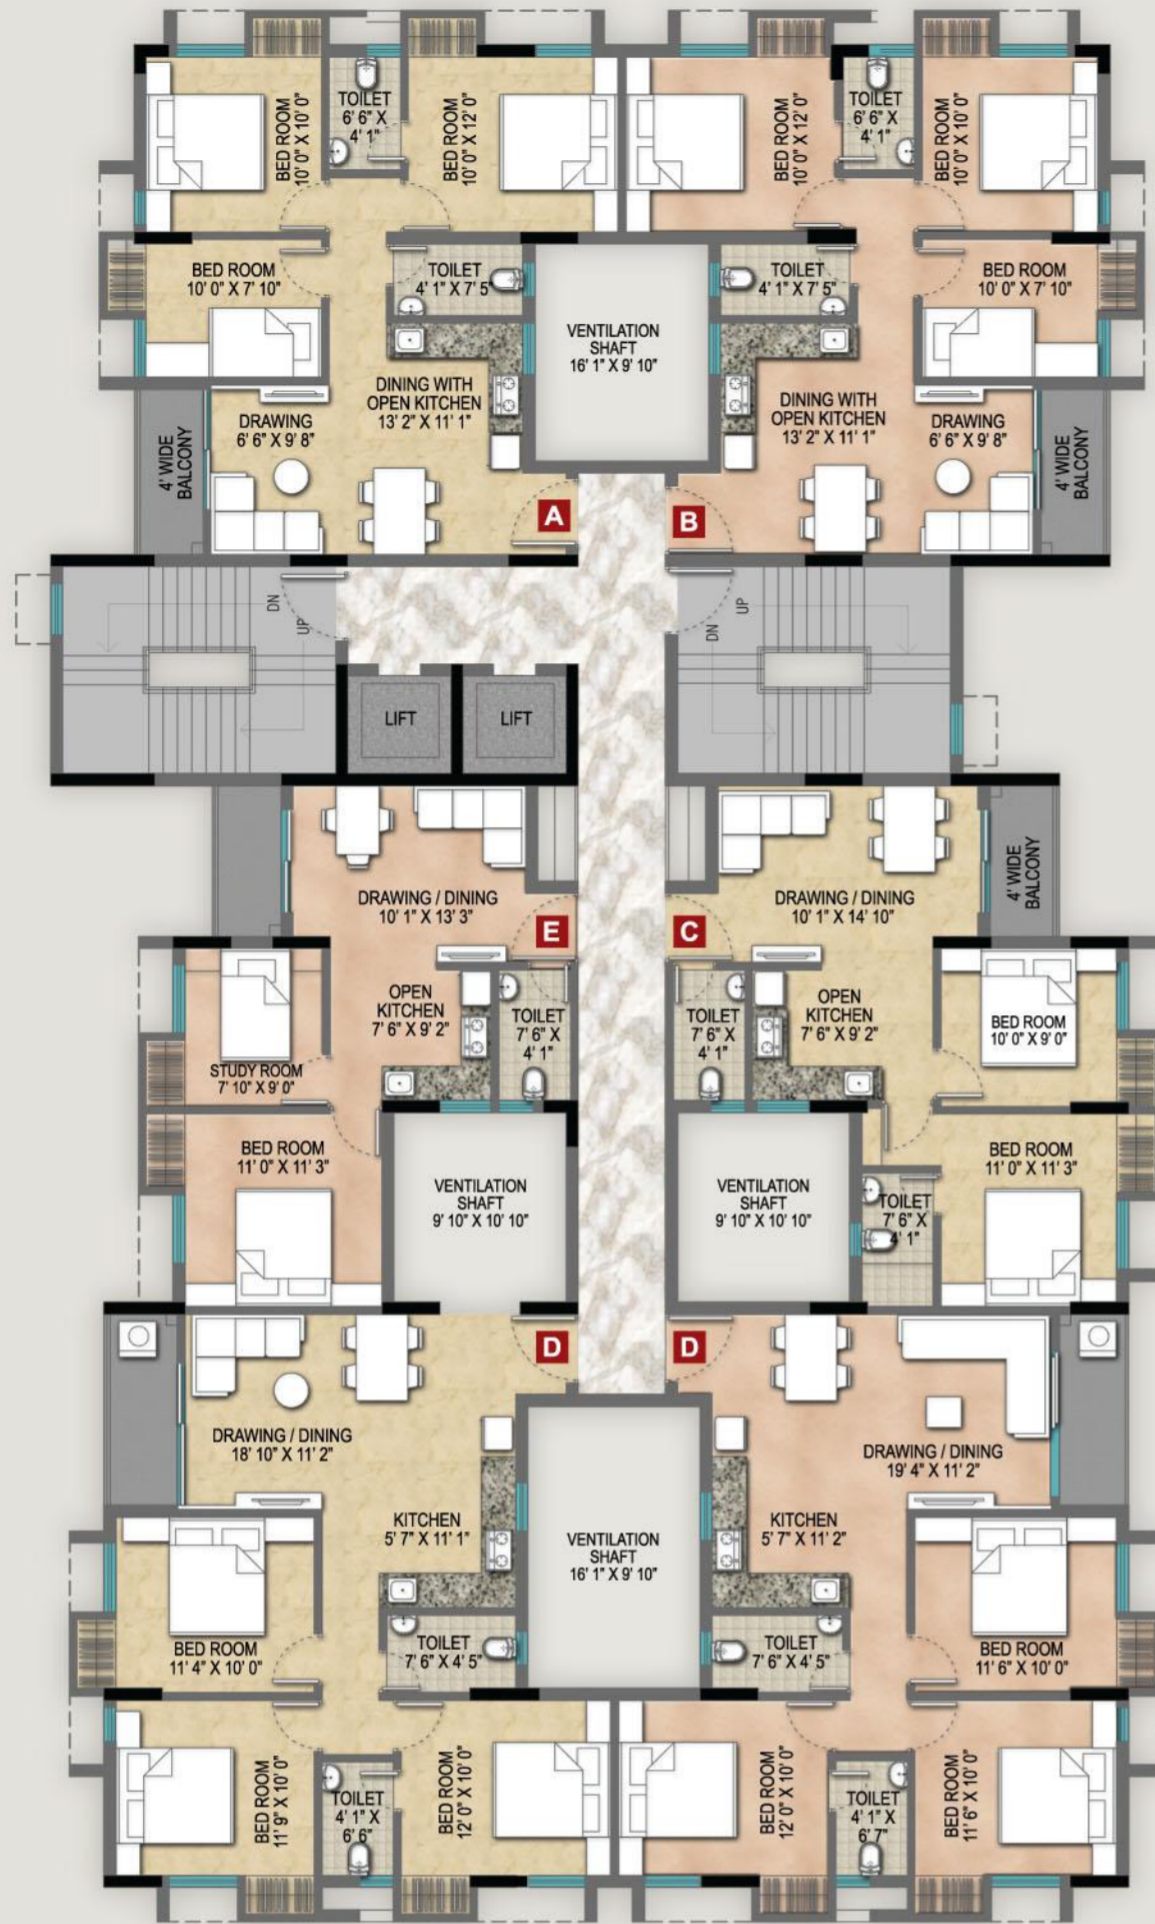 BED ROOM
10' 0" X 10' 0"
TOILET
6' 6" X
4' 1"
BED ROOM
10' 0" X 12' 0"
BED ROOM
10' 0" X 12' 0"
TOILET
6' 6" X
4' 1"
BED ROOM
10' 0" X 10' 0"
BED ROOM
10' 0" X 7' 10"
TOILET
4' 1" X 7' 5"
VENTILATION
SHAFT
16' 1" X 9' 10"
TOILET
4' 1" X 7' 5"
BED ROOM
10' 0" X 7' 10"
4' WIDE
BALCONY
DRAWING
6' 6" X 9' 8"
DINING WITH
OPEN KITCHEN
13' 2" X 11' 1"
DINING WITH
OPEN KITCHEN
13' 2" X 11' 1"
DRAWING
6' 6" X 9' 8"
4' WIDE
BALCONY
A
B
DN
UP
UP
DN
LIFT
LIFT
DRAWING / DINING
10' 1" X 13' 3"
DRAWING / DINING
10' 1" X 14' 10"
4' WIDE
BALCONY
E
C
OPEN
KITCHEN
7' 6" X 9' 2"
TOILET
7' 6" X
4' 1"
TOILET
7' 6" X
4' 1"
OPEN
KITCHEN
7' 6" X 9' 2"
BED ROOM
10' 0" X 9' 0"
STUDY ROOM
7' 10" X 9' 0"
BED ROOM
11' 0" X 11' 3"
VENTILATION
SHAFT
9' 10" X 10' 10"
VENTILATION
SHAFT
9' 10" X 10' 10"
BED ROOM
11' 0" X 11' 3"
TOILET
7' 6" X
4' 1"
D
D
DRAWING / DINING
18' 10" X 11' 2"
DRAWING / DINING
19' 4" X 11' 2"
KITCHEN
5' 7" X 11' 1"
VENTILATION
SHAFT
16' 1" X 9' 10"
KITCHEN
5' 7" X 11' 2"
BED ROOM
11' 4" X 10' 0"
TOILET
7' 6" X 4' 5"
TOILET
7' 6" X 4' 5"
BED ROOM
11' 6" X 10' 0"
BED ROOM
11' 9" X 10' 0"
TOILET
4' 1" X
6' 6"
BED ROOM
12' 0" X 10' 0"
BED ROOM
12' 0" X 10' 0"
TOILET
4' 1" X
6' 7"
BED ROOM
11' 6" X 10' 0"